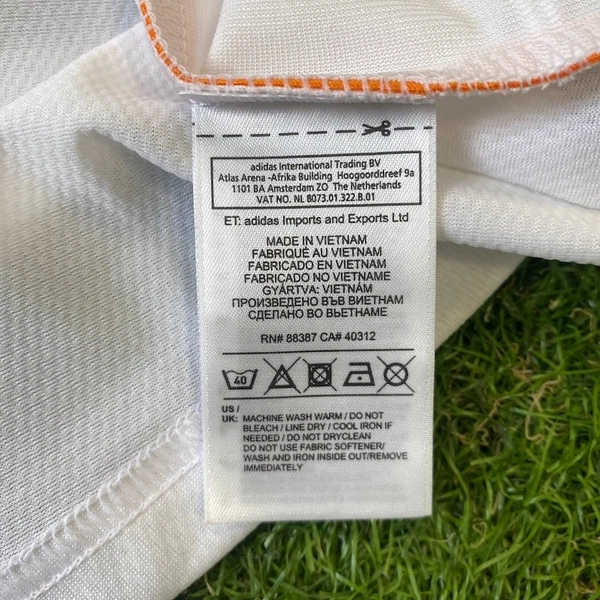 adidas International Trading BV
Atlas Arena -Afrika Building Hoogoorddreef 9a
1101 BA Amsterdam ZO The Netherlands
VAT NO. NL 8073.01.322.B.01
ET: adidas Imports and Exports Ltd
MADE IN VIETNAM
FABRIQUÉ AU VIETNAM
FABRICADO EN VIETNAM
FABRICADO NO VIETNAME
GYÁRTVA: VIETNÁM
ПРОИЗВЕДЕНО ВЪВ ВИЕТНАМ
СДЕЛАНО ВО ВЬЕТНАМЕ
RN# 88387 CA# 40312
40
US /
UK: MACHINE WASH WARM / DO NOT
BLEACH / LINE DRY / COOL IRON IF
NEEDED / DO NOT DRYCLEAN
DO NOT USE FABRIC SOFTENER/
WASH AND IRON INSIDE OUT/REMOVE
IMMEDIATELY